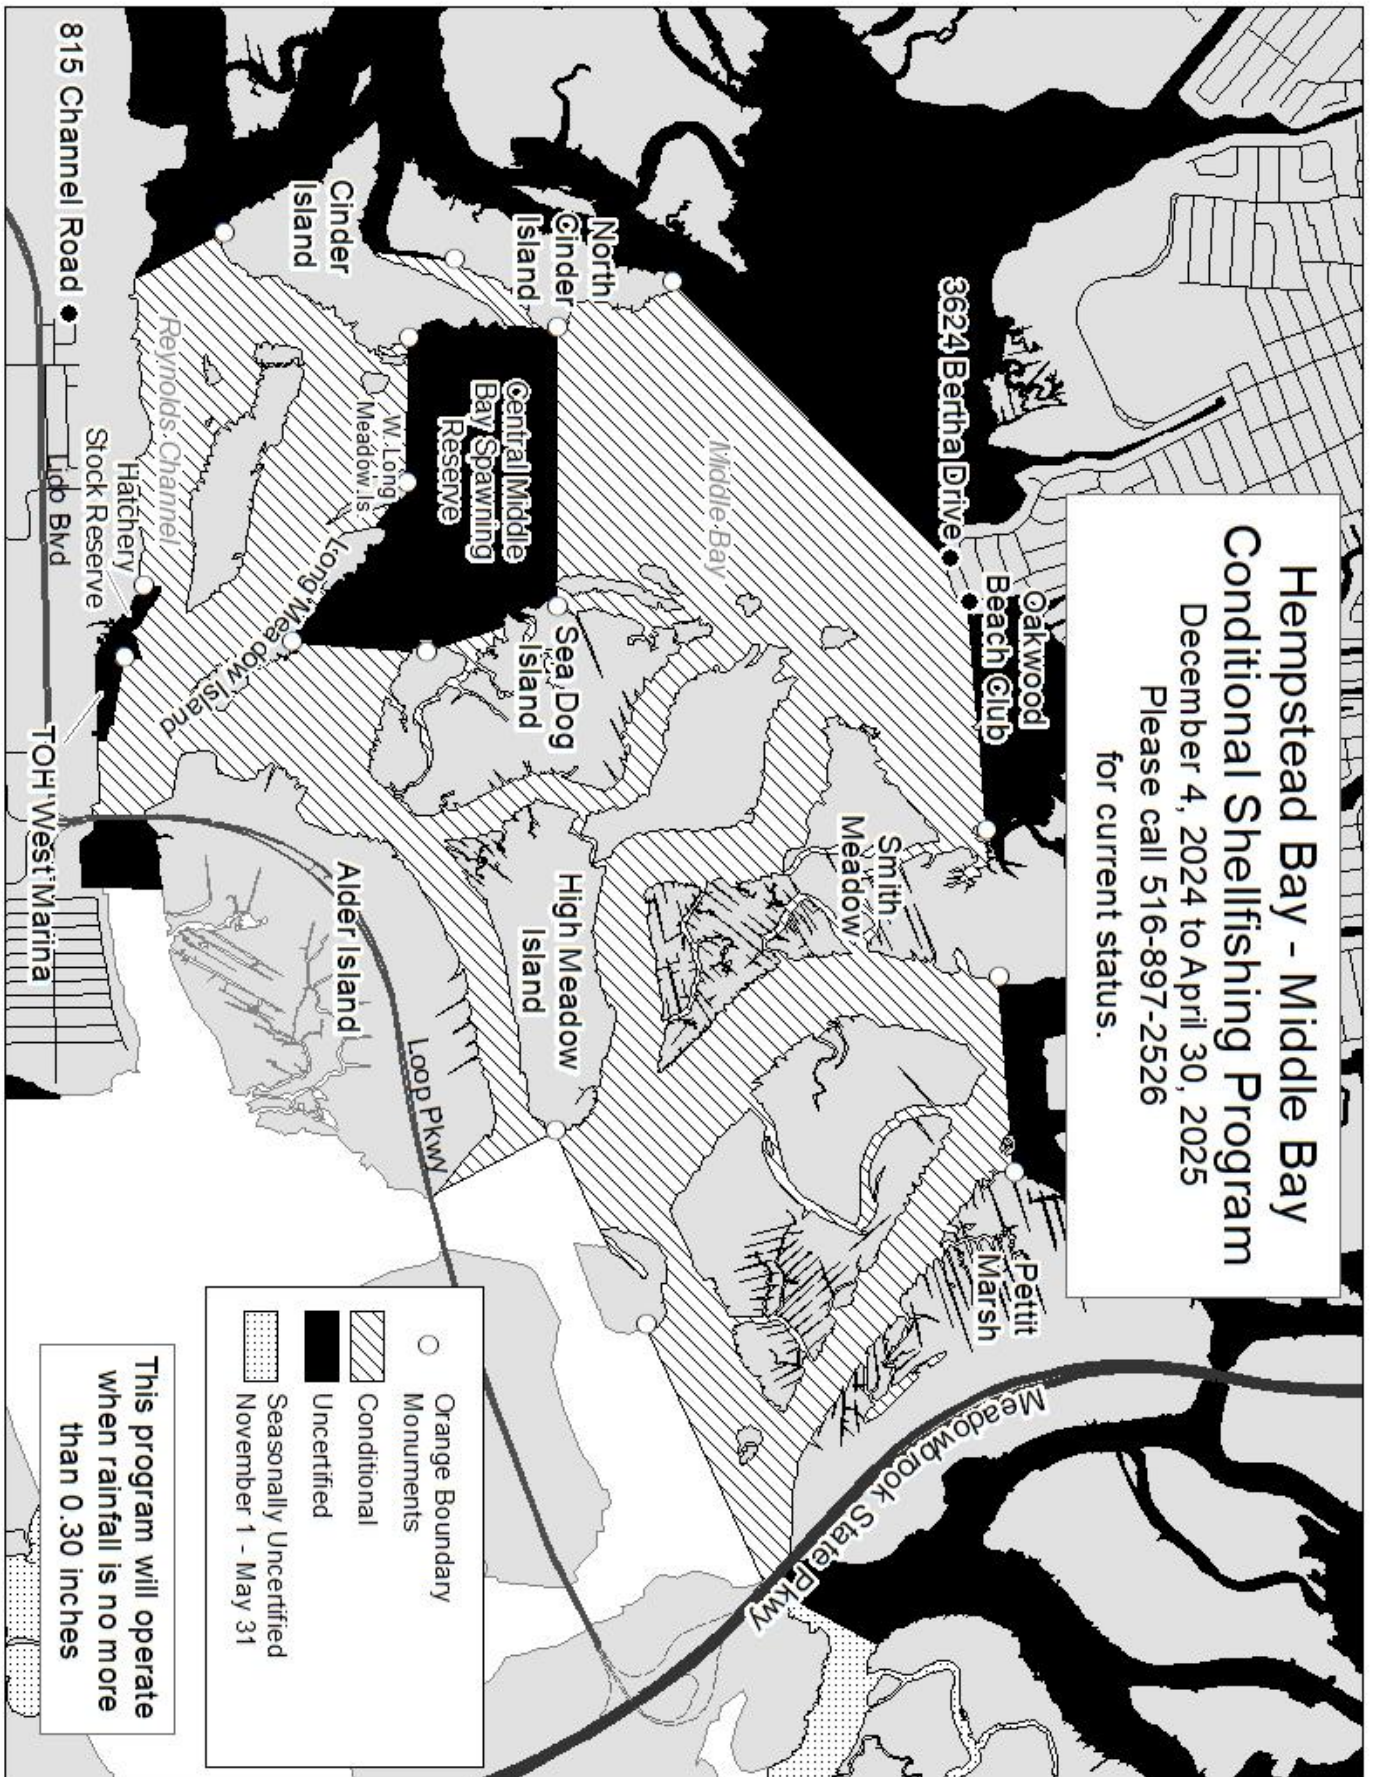 Hempstead Bay - Middle Bay
Conditional Shellfishing Program
December 4, 2024 to April 30, 2025
Please call 516-897-2526
for current status.
Oakwood
Beach Club
3624 Bertha Drive
Pettit
Marsh
Smith
Meadow
Meadowbrook State Pkwy
Middle Bay
North
Cinder
Island
Central Middle
Bay Spawning
Reserve
Sea Dog
Island
High Meadow
Island
Cinder
Island
W. Long
Meadow Is.
Long Meadow Island
Alder Island
Loop Pkwy
Reynolds Channel
Hatchery
Stock Reserve
815 Channel Road
Lido Blvd
TOH West Marina
Orange Boundary
Monuments
Conditional
Uncertified
Seasonally Uncertified
November 1 - May 31
This program will operate
when rainfall is no more
than 0.30 inches